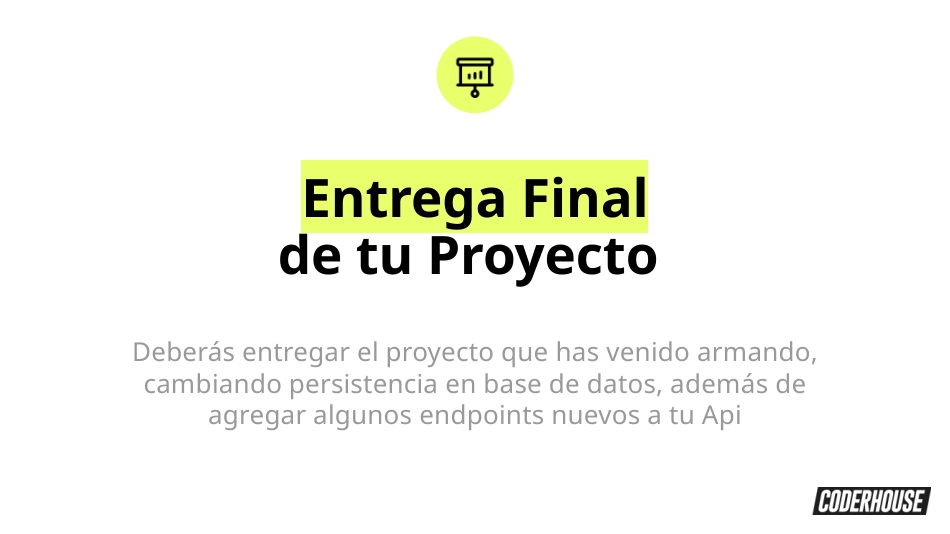 Entrega Final
de tu Proyecto
Deberás entregar el proyecto que has venido armando,
cambiando persistencia en base de datos, además de
agregar algunos endpoints nuevos a tu Api
CODERHOUSE